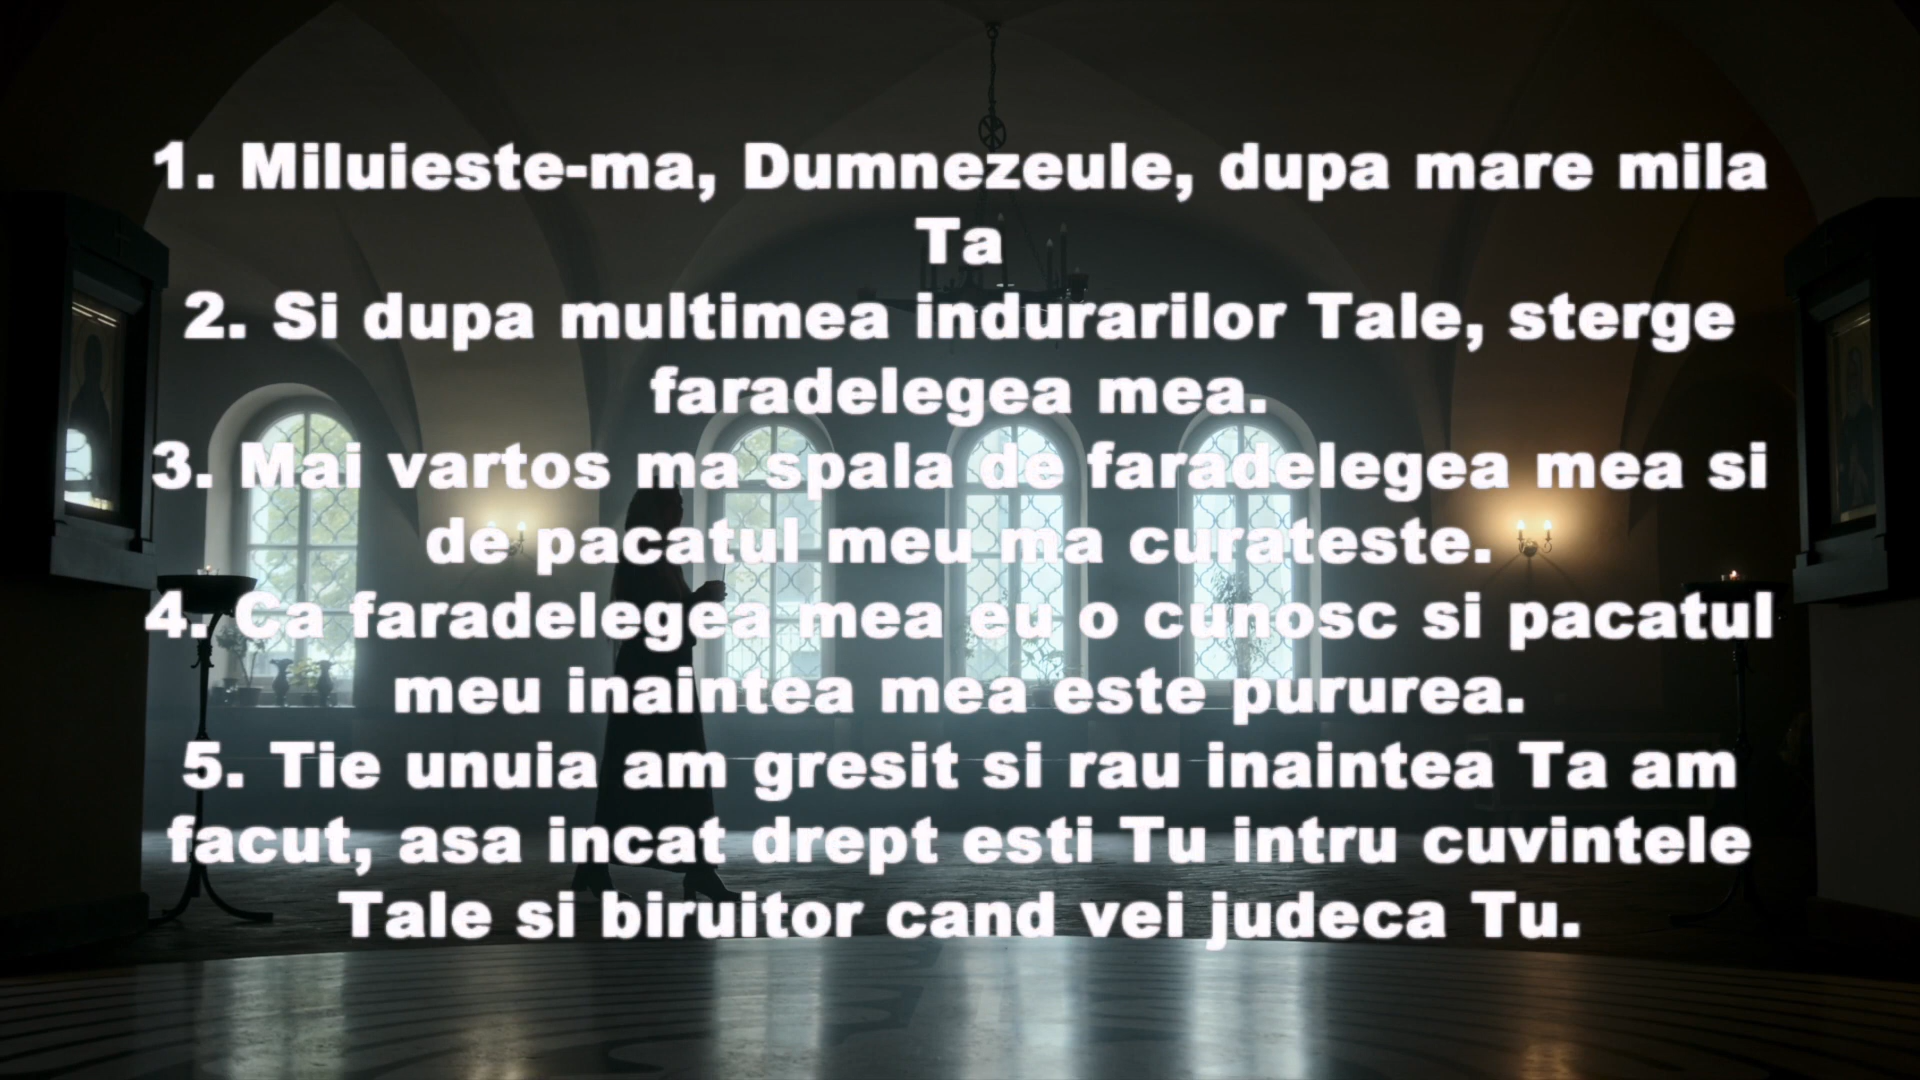 1. Miluieste-ma, Dumnezeule, dupa mare mila
Ta
2. Si dupa multimea indurarilor Tale, sterge
faradelegea mea.
3. Mai vartos ma spala de faradelegea mea si
de pacatul meu ma curateste.
4. Ca faradelegea mea eu o cunosc si pacatul
meu inaintea mea este pururea.
5. Tie unuia am gresit si rau inaintea Ta am
facut, asa incat drept esti Tu intru cuvintele
Tale si biruitor cand vei judeca Tu.